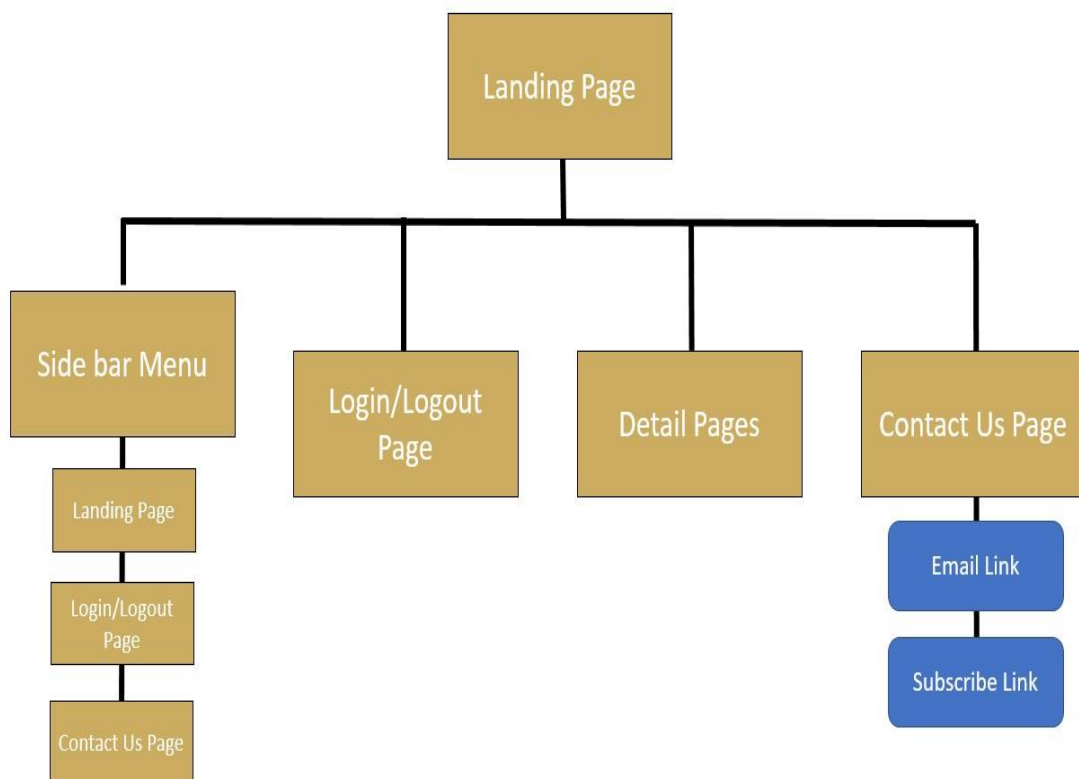 Landing Page
Side bar Menu
Login/Logout
Page
Detail Pages
Contact Us Page
Landing Page
Login/Logout
Page
Contact Us Page
Email Link
Subscribe Link